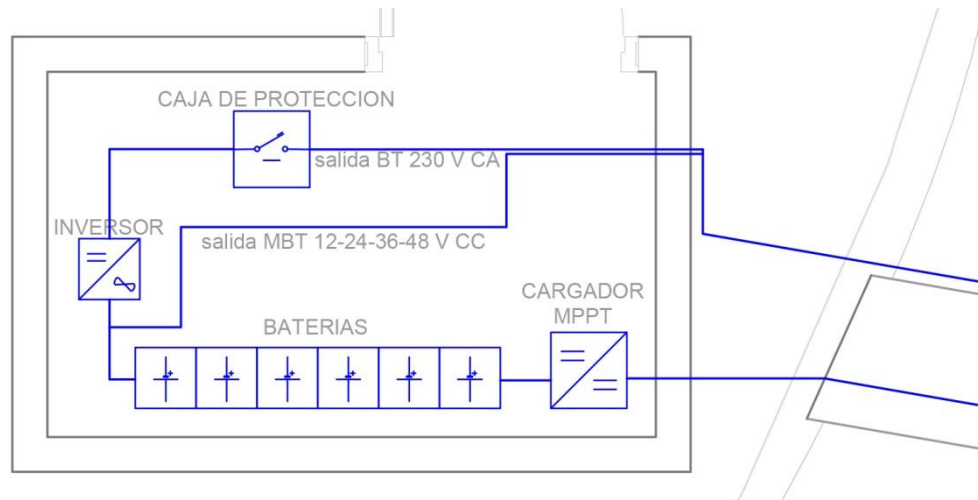 CAJA DE PROTECCION
salida BT 230 V CA
INVERSOR
salida MBT 12-24-36-48 V CC
CARGADOR
MPPT
BATERIAS